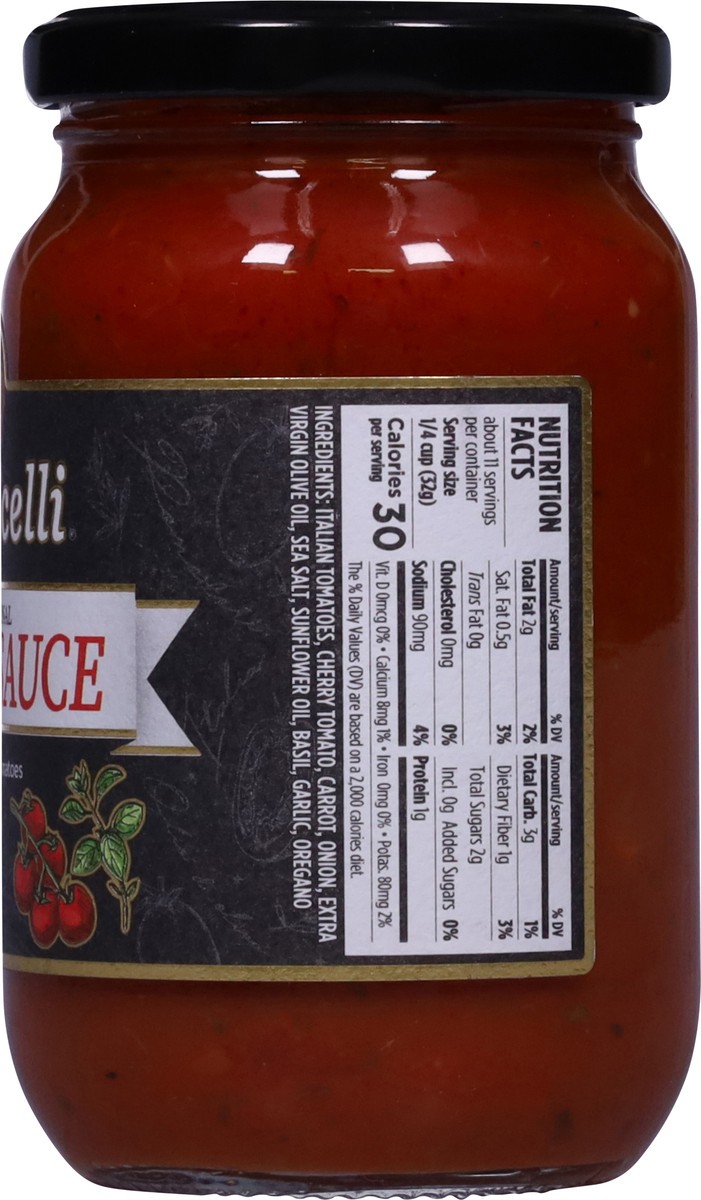 celli
AUCE
NUTRITION
FACTS
about 11 servings
per container
Serving size
1/4 cup (32g)
Calories 30
per serving
Amount/serving % DV
Total Fat 2g 2%
Sat. Fat 0.5g 3%
Trans Fat 0g
Cholesterol 0mg 0%
Sodium 90mg 4%
Amount/serving % DV
Total Carb. 3g 1%
Dietary Fiber 1g 3%
Total Sugars 2g
Incl. 0g Added Sugars 0%
Protein 1g
Vit. D 0mcg 0% • Calcium 8mg 1% • Iron 0mg 0% • Potas. 80mg 2%
The % Daily Values (DV) are based on a 2,000 calories diet.
INGREDIENTS: ITALIAN TOMATOES, CHERRY TOMATO, CARROT, ONION, EXTRA
VIRGIN OLIVE OIL, SEA SALT, SUNFLOWER OIL, BASIL, GARLIC, OREGANO